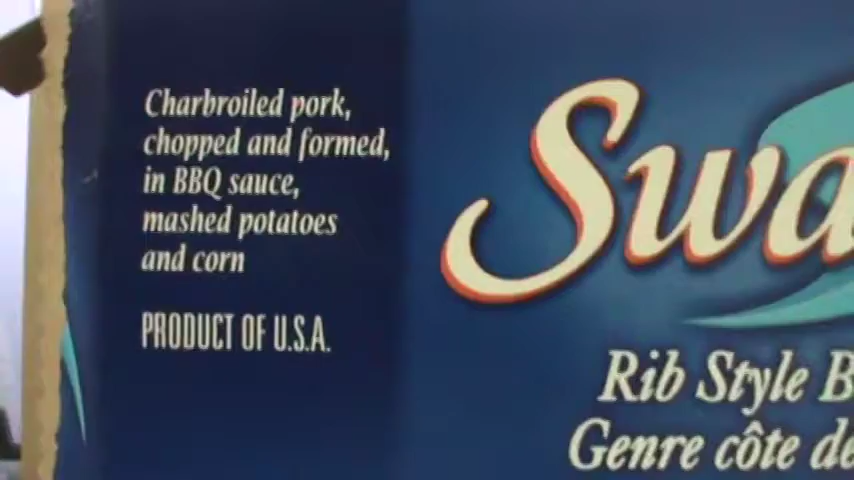 Charbroiled pork,
chopped and formed,
in BBQ sauce,
mashed potatoes
and corn
PRODUCT OF U.S.A.
Swa
Rib Style B
Genre côte de